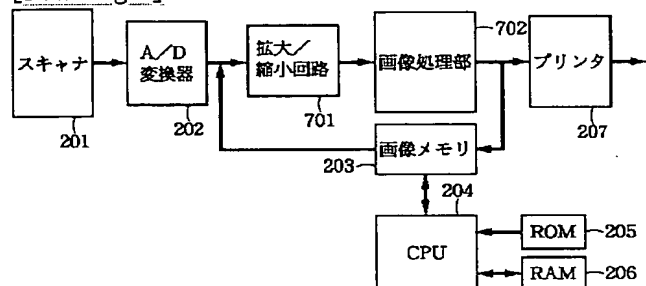 スキャナ
201
A／D
変換器
202
拡大／
縮小回路
701
画像処理部
702
プリンタ
207
画像メモリ
203
204
CPU
ROM
205
RAM
206